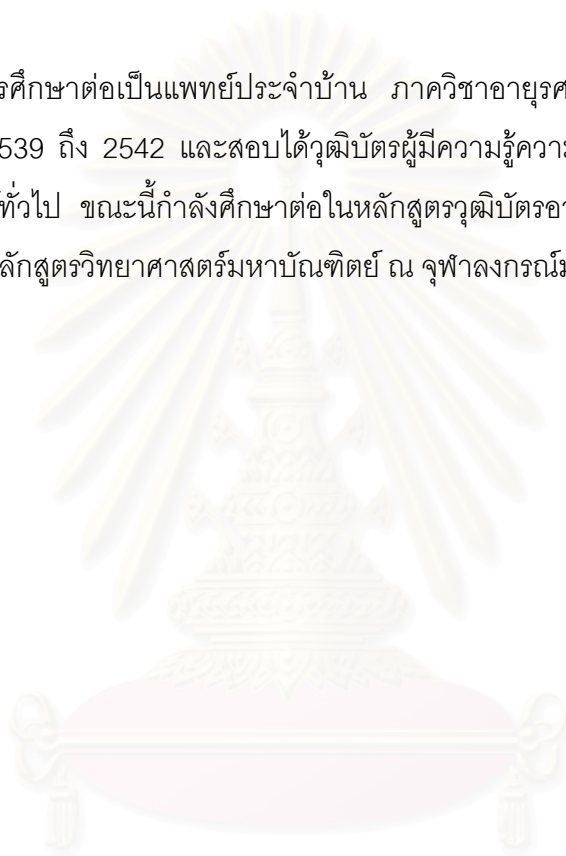 รศึกษาต่อเป็นแพทย์ประจำบ้าน ภาควิชาอายุรศ
539 ถึง 2542 และสอบได้วุฒิบัตรผู้มีความรู้ควา
ทั่วไป ขณะนี้กำลังศึกษาต่อในหลักสูตรวุฒิบัตรอา
ลักสูตรวิทยาศาสตร์มหาบัณฑิตย์ ณ จุฬาลงกรณ์ม